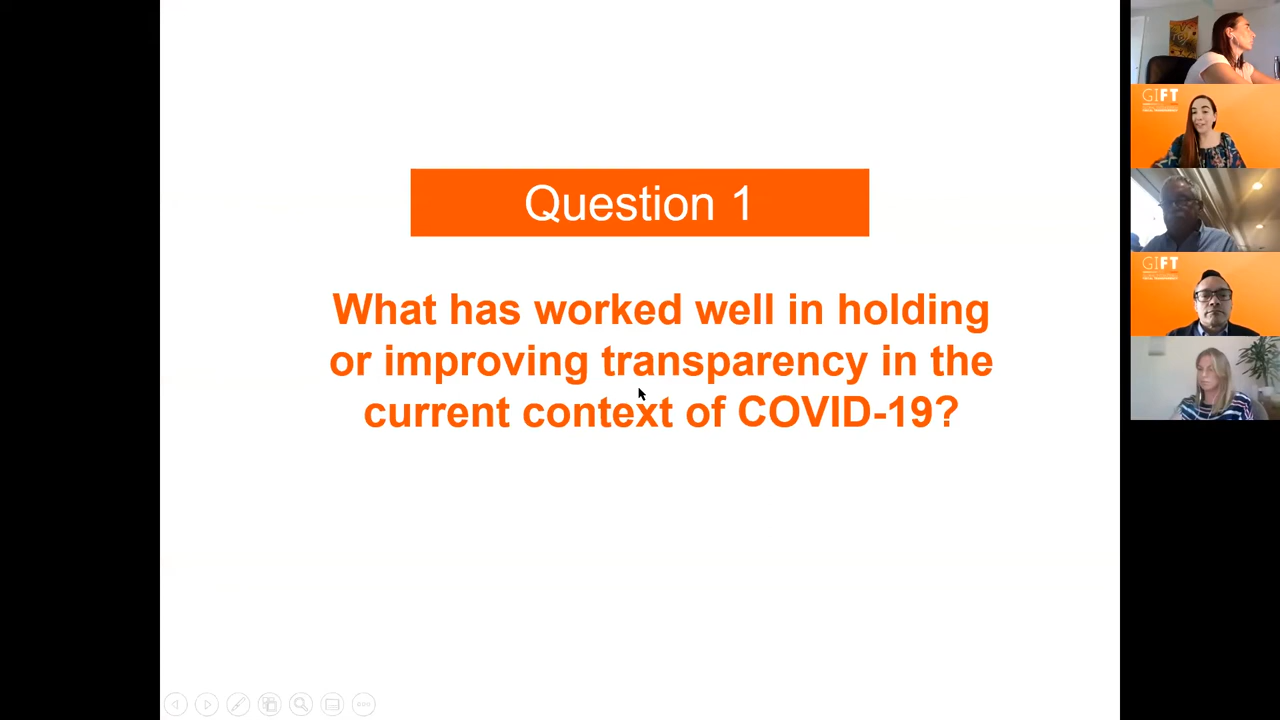 Question 1
What has worked well in holding
or improving transparency in the
current context of COVID-19?
GIFT
GIFT